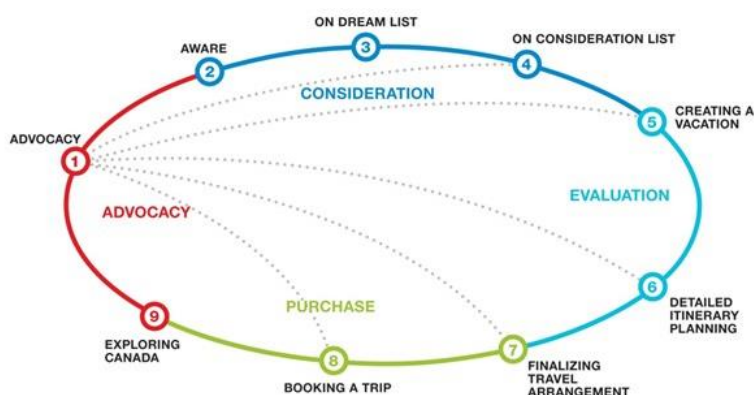 ON DREAM LIST
3
AWARE
2
ON CONSIDERATION LIST
4
CONSIDERATION
CREATING A
VACATION
5
ADVOCACY
1
EVALUATION
ADVOCACY
6
DETAILED
ITINERARY
PLANNING
PURCHASE
9
EXPLORING
CANADA
8
BOOKING A TRIP
7
FINALIZING
TRAVEL
ARRANGEMENT